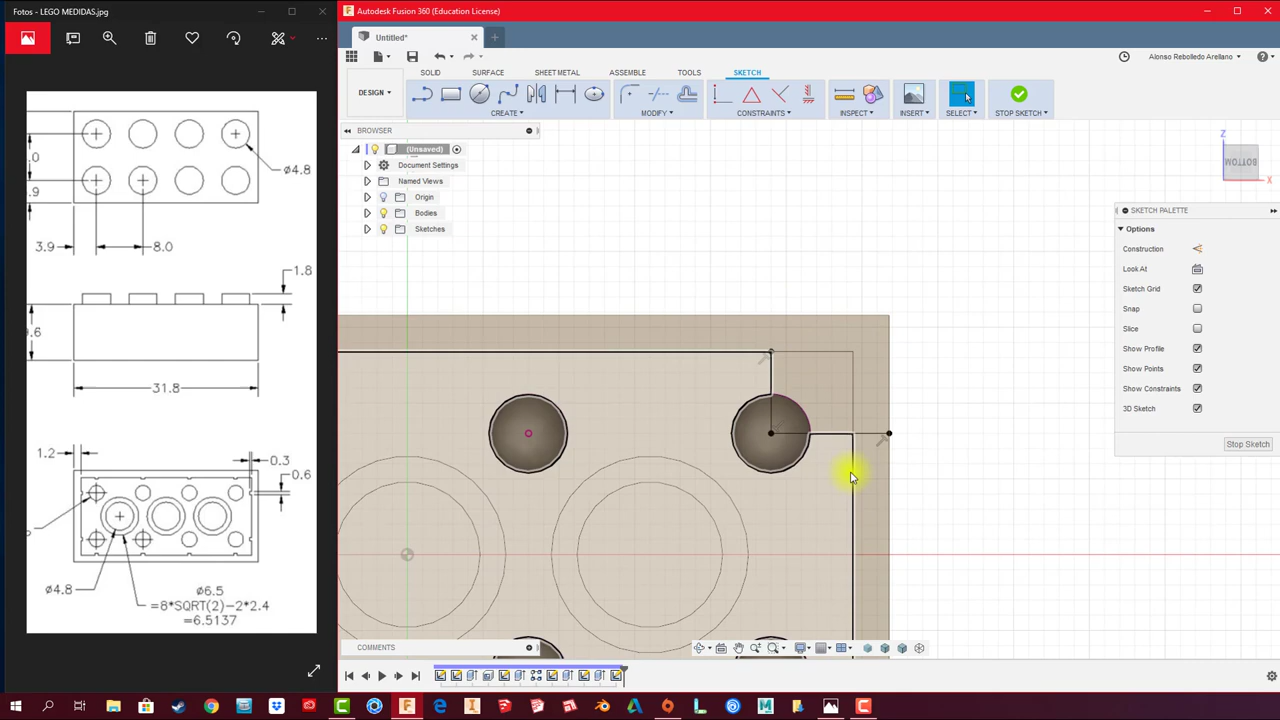 Fotos - LEGO MEDIDAS.jpg
Autodesk Fusion 360 (Education License)
Untitled*
Alonso Rebolledo Arellano
DESIGN
SOLID
SURFACE
SHEET METAL
ASSEMBLE
TOOLS
SKETCH
CREATE
MODIFY
CONSTRAINTS
INSPECT
INSERT
SELECT
STOP SKETCH
BROWSER
(Unsaved)
Document Settings
Named Views
Origin
Bodies
Sketches
Z
BOTTOM
X
SKETCH PALETTE
Options
Construction
Look At
Sketch Grid
Snap
Slice
Show Profile
Show Points
Show Constraints
3D Sketch
Stop Sketch
.0
ø4.8
.9
3.9
8.0
1.8
9.6
31.8
1.2
0.3
0.6
ø4.8
ø6.5
=8*SQRT(2)-2*2.4
=6.5137
COMMENTS